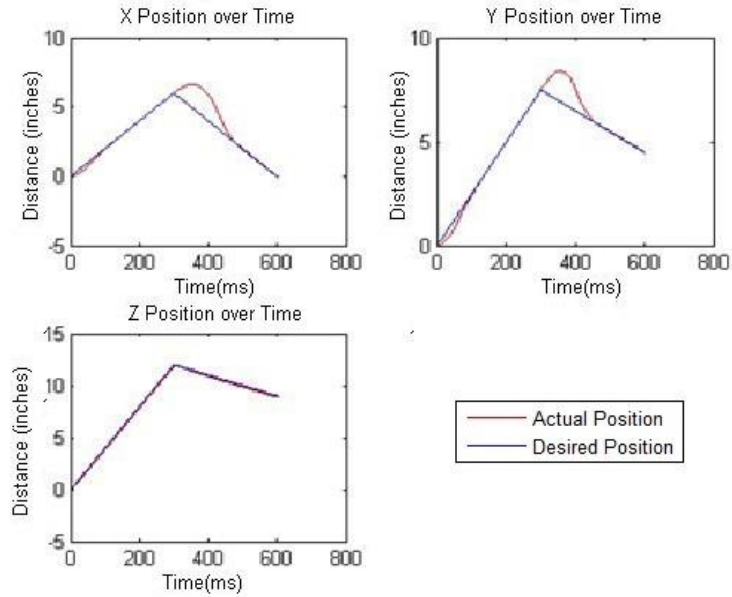 X Position over Time
10
5
0
-5
Distance (inches)
0 200 400 600 800
Time(ms)
Y Position over Time
10
5
0
Distance (inches)
0 200 400 600 800
Time(ms)
Z Position over Time
15
10
5
0
-5
Distance (inches)
0 200 400 600 800
Time(ms)
Actual Position
Desired Position